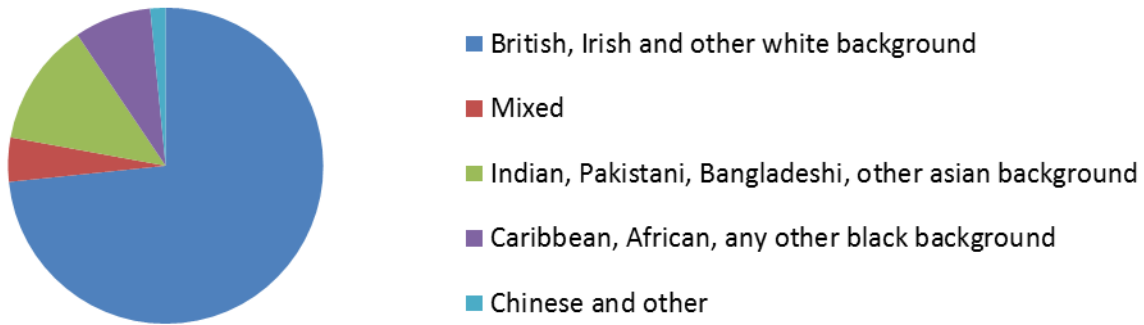 British, Irish and other white background
Mixed
Indian, Pakistani, Bangladeshi, other asian background
Caribbean, African, any other black background
Chinese and other